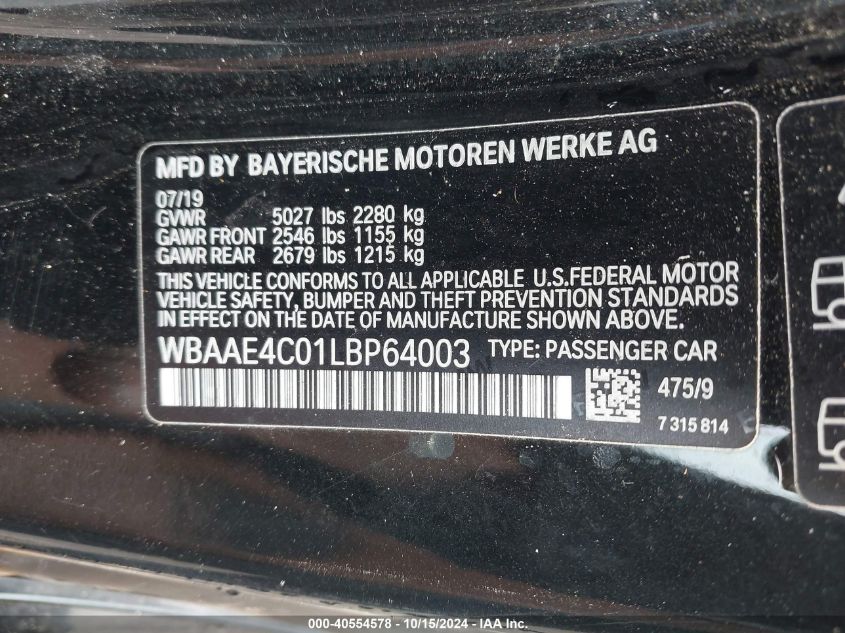 MFD BY BAYERISCHE MOTOREN WERKE AG
07/19
GVWR 5027 lbs 2280 kg
GAWR FRONT 2546 lbs 1155 kg
GAWR REAR 2679 lbs 1215 kg
THIS VEHICLE CONFORMS TO ALL APPLICABLE U.S.FEDERAL MOTOR
VEHICLE SAFETY, BUMPER AND THEFT PREVENTION STANDARDS
IN EFFECT ON THE DATE OF MANUFACTURE SHOWN ABOVE.
WBAAE4C01LBP64003 TYPE: PASSENGER CAR
475/9
7 315 814
000-40554578 - 10/15/2024 - IAA Inc.